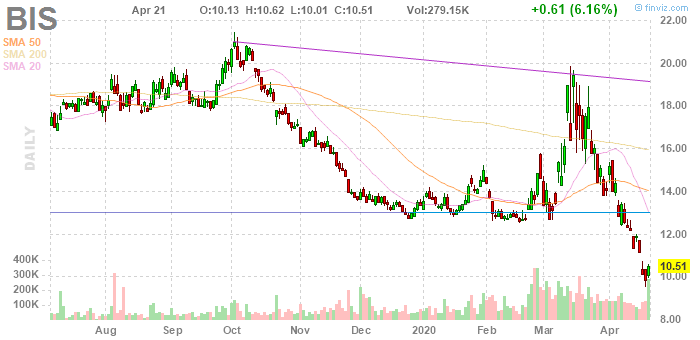 BIS
Apr 21 O:10.13 H:10.62 L:10.01 C:10.51 Vol:279.15K +0.61 (6.16%)
© finviz.com
SMA 50
SMA 200
SMA 20
DAILY
22.00
20.00
18.00
16.00
14.00
12.00
10.51
10.00
8.00
400K
300K
200K
100K
Aug Sep Oct Nov Dec 2020 Feb Mar Apr